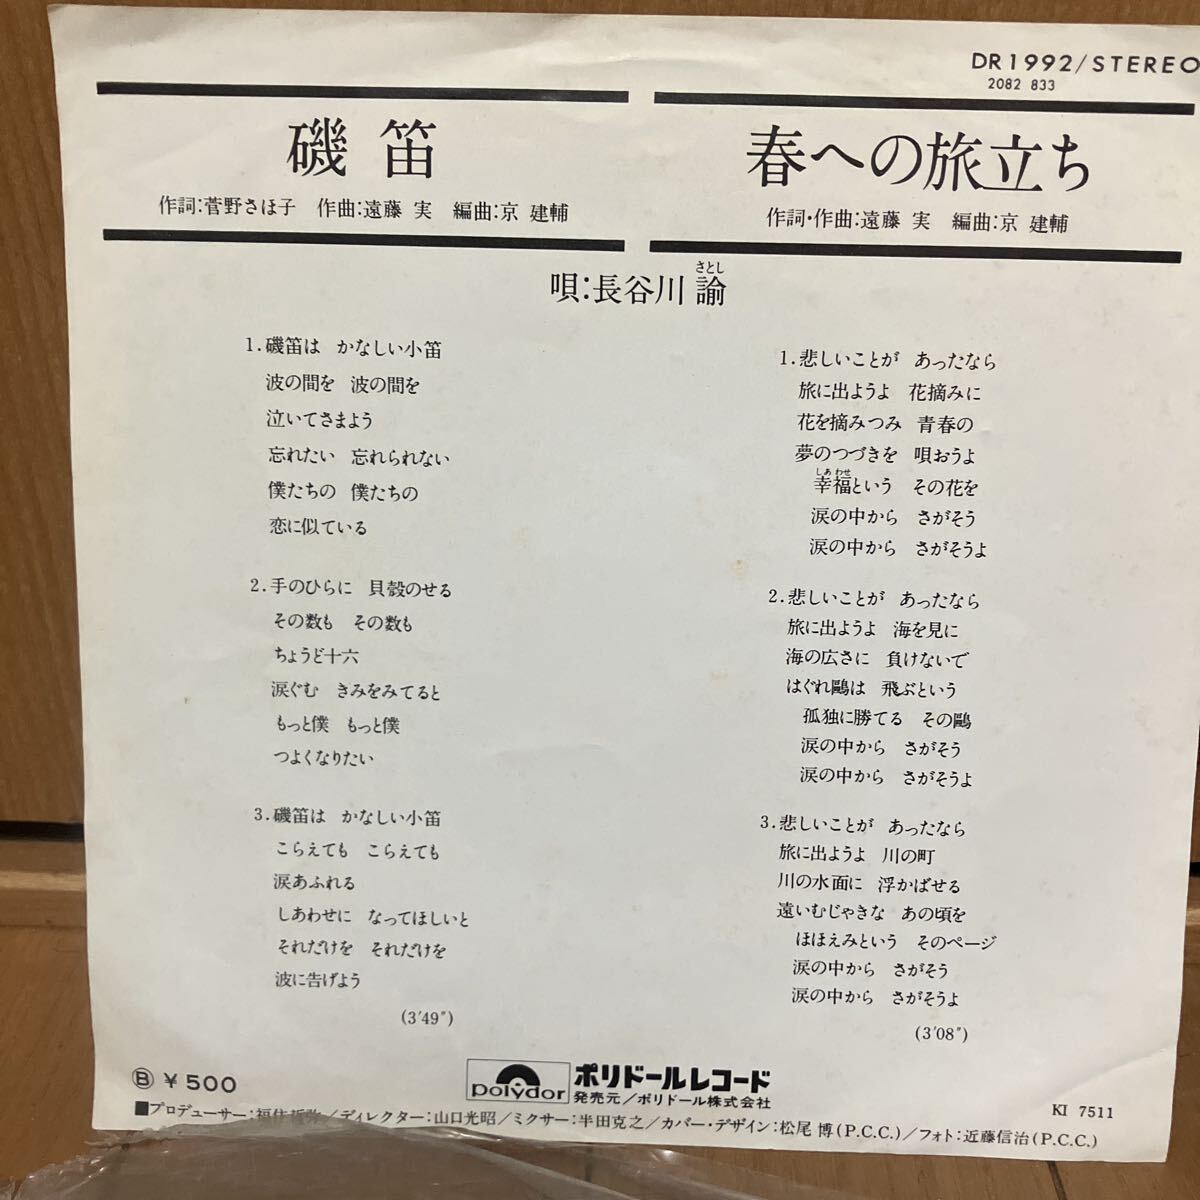 DR1992/STEREO
2082 833
磯笛
作詞:菅野さほ子 作曲:遠藤 実 編曲:京 建輔
春への旅立ち
作詞・作曲:遠藤 実 編曲:京 建輔
さとし
唄:長谷川 諭
1.磯笛は かなしい小笛
波の間を 波の間を
泣いてさまよう
忘れたい 忘れられない
僕たちの 僕たちの
恋に似ている
2.手のひらに 貝殻のせる
その数も その数も
ちょうど十六
涙ぐむ きみをみてると
もっと僕 もっと僕
つよくなりたい
3.磯笛は かなしい小笛
こらえても こらえても
涙あふれる
しあわせに なってほしいと
それだけを それだけを
波に告げよう
(3′49″)
1.悲しいことが あったなら
旅に出ようよ 花摘みに
花を摘みつみ 青春の
夢のつづきを 唄おうよ
しあわせ
幸福という その花を
涙の中から さがそう
涙の中から さがそうよ
2.悲しいことが あったなら
旅に出ようよ 海を見に
海の広さに 負けないで
はぐれ鷗は 飛ぶという
孤独に勝てる その鷗
涙の中から さがそう
涙の中から さがそうよ
3.悲しいことが あったなら
旅に出ようよ 川の町
川の水面に 浮かばせる
遠いむじゃきな あの頃を
ほほえみという そのページ
涙の中から さがそう
涙の中から さがそうよ
(3′08″)
Ⓑ ¥500
polydor
ポリドールレコード
発売元/ポリドール株式会社
KI 7511
■プロデューサー:福住哲弥/ディレクター:山口光昭/ミクサー:半田克之/カバー・デザイン:松尾 博(P.C.C.)/フォト:近藤信治(P.C.C.)